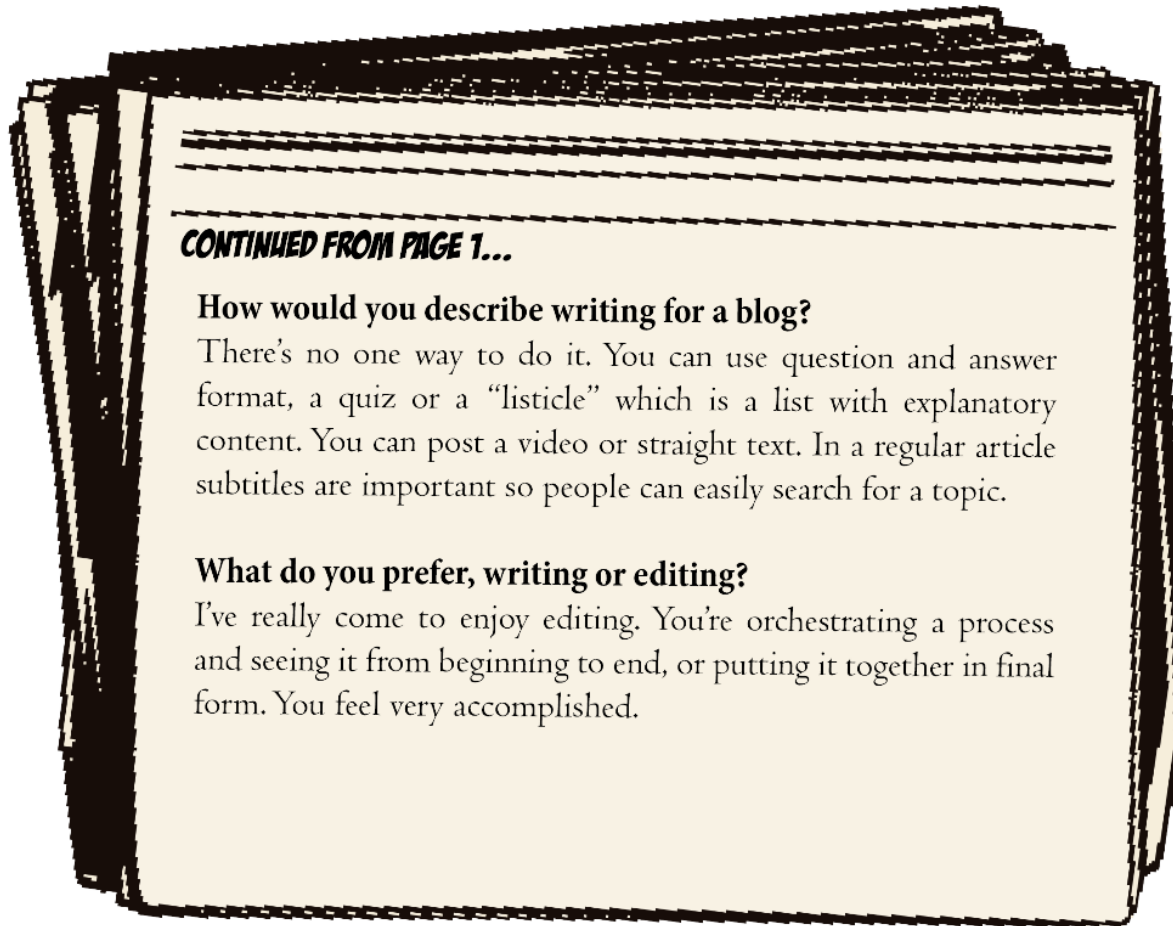 CONTINUED FROM PAGE 1...
How would you describe writing for a blog?
There’s no one way to do it. You can use question and answer
format, a quiz or a “listicle” which is a list with explanatory
content. You can post a video or straight text. In a regular article
subtitles are important so people can easily search for a topic.
What do you prefer, writing or editing?
I’ve really come to enjoy editing. You’re orchestrating a process
and seeing it from beginning to end, or putting it together in final
form. You feel very accomplished.